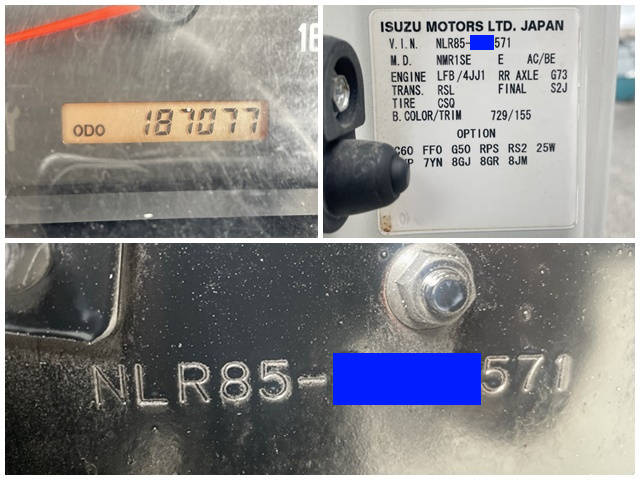 16
ODO 187077
ISUZU MOTORS LTD. JAPAN
V.I.N. NLR85- 571
M.D. NMR1SE E AC/BE
ENGINE LFB/4JJ1 RR AXLE G73
TRANS. RSL FINAL S2J
TIRE CSQ
B.COLOR/TRIM 729/155
OPTION
C60 FF0 G50 RPS RS2 25W
7YN 8GJ 8GR 8JM
NLR85- 571